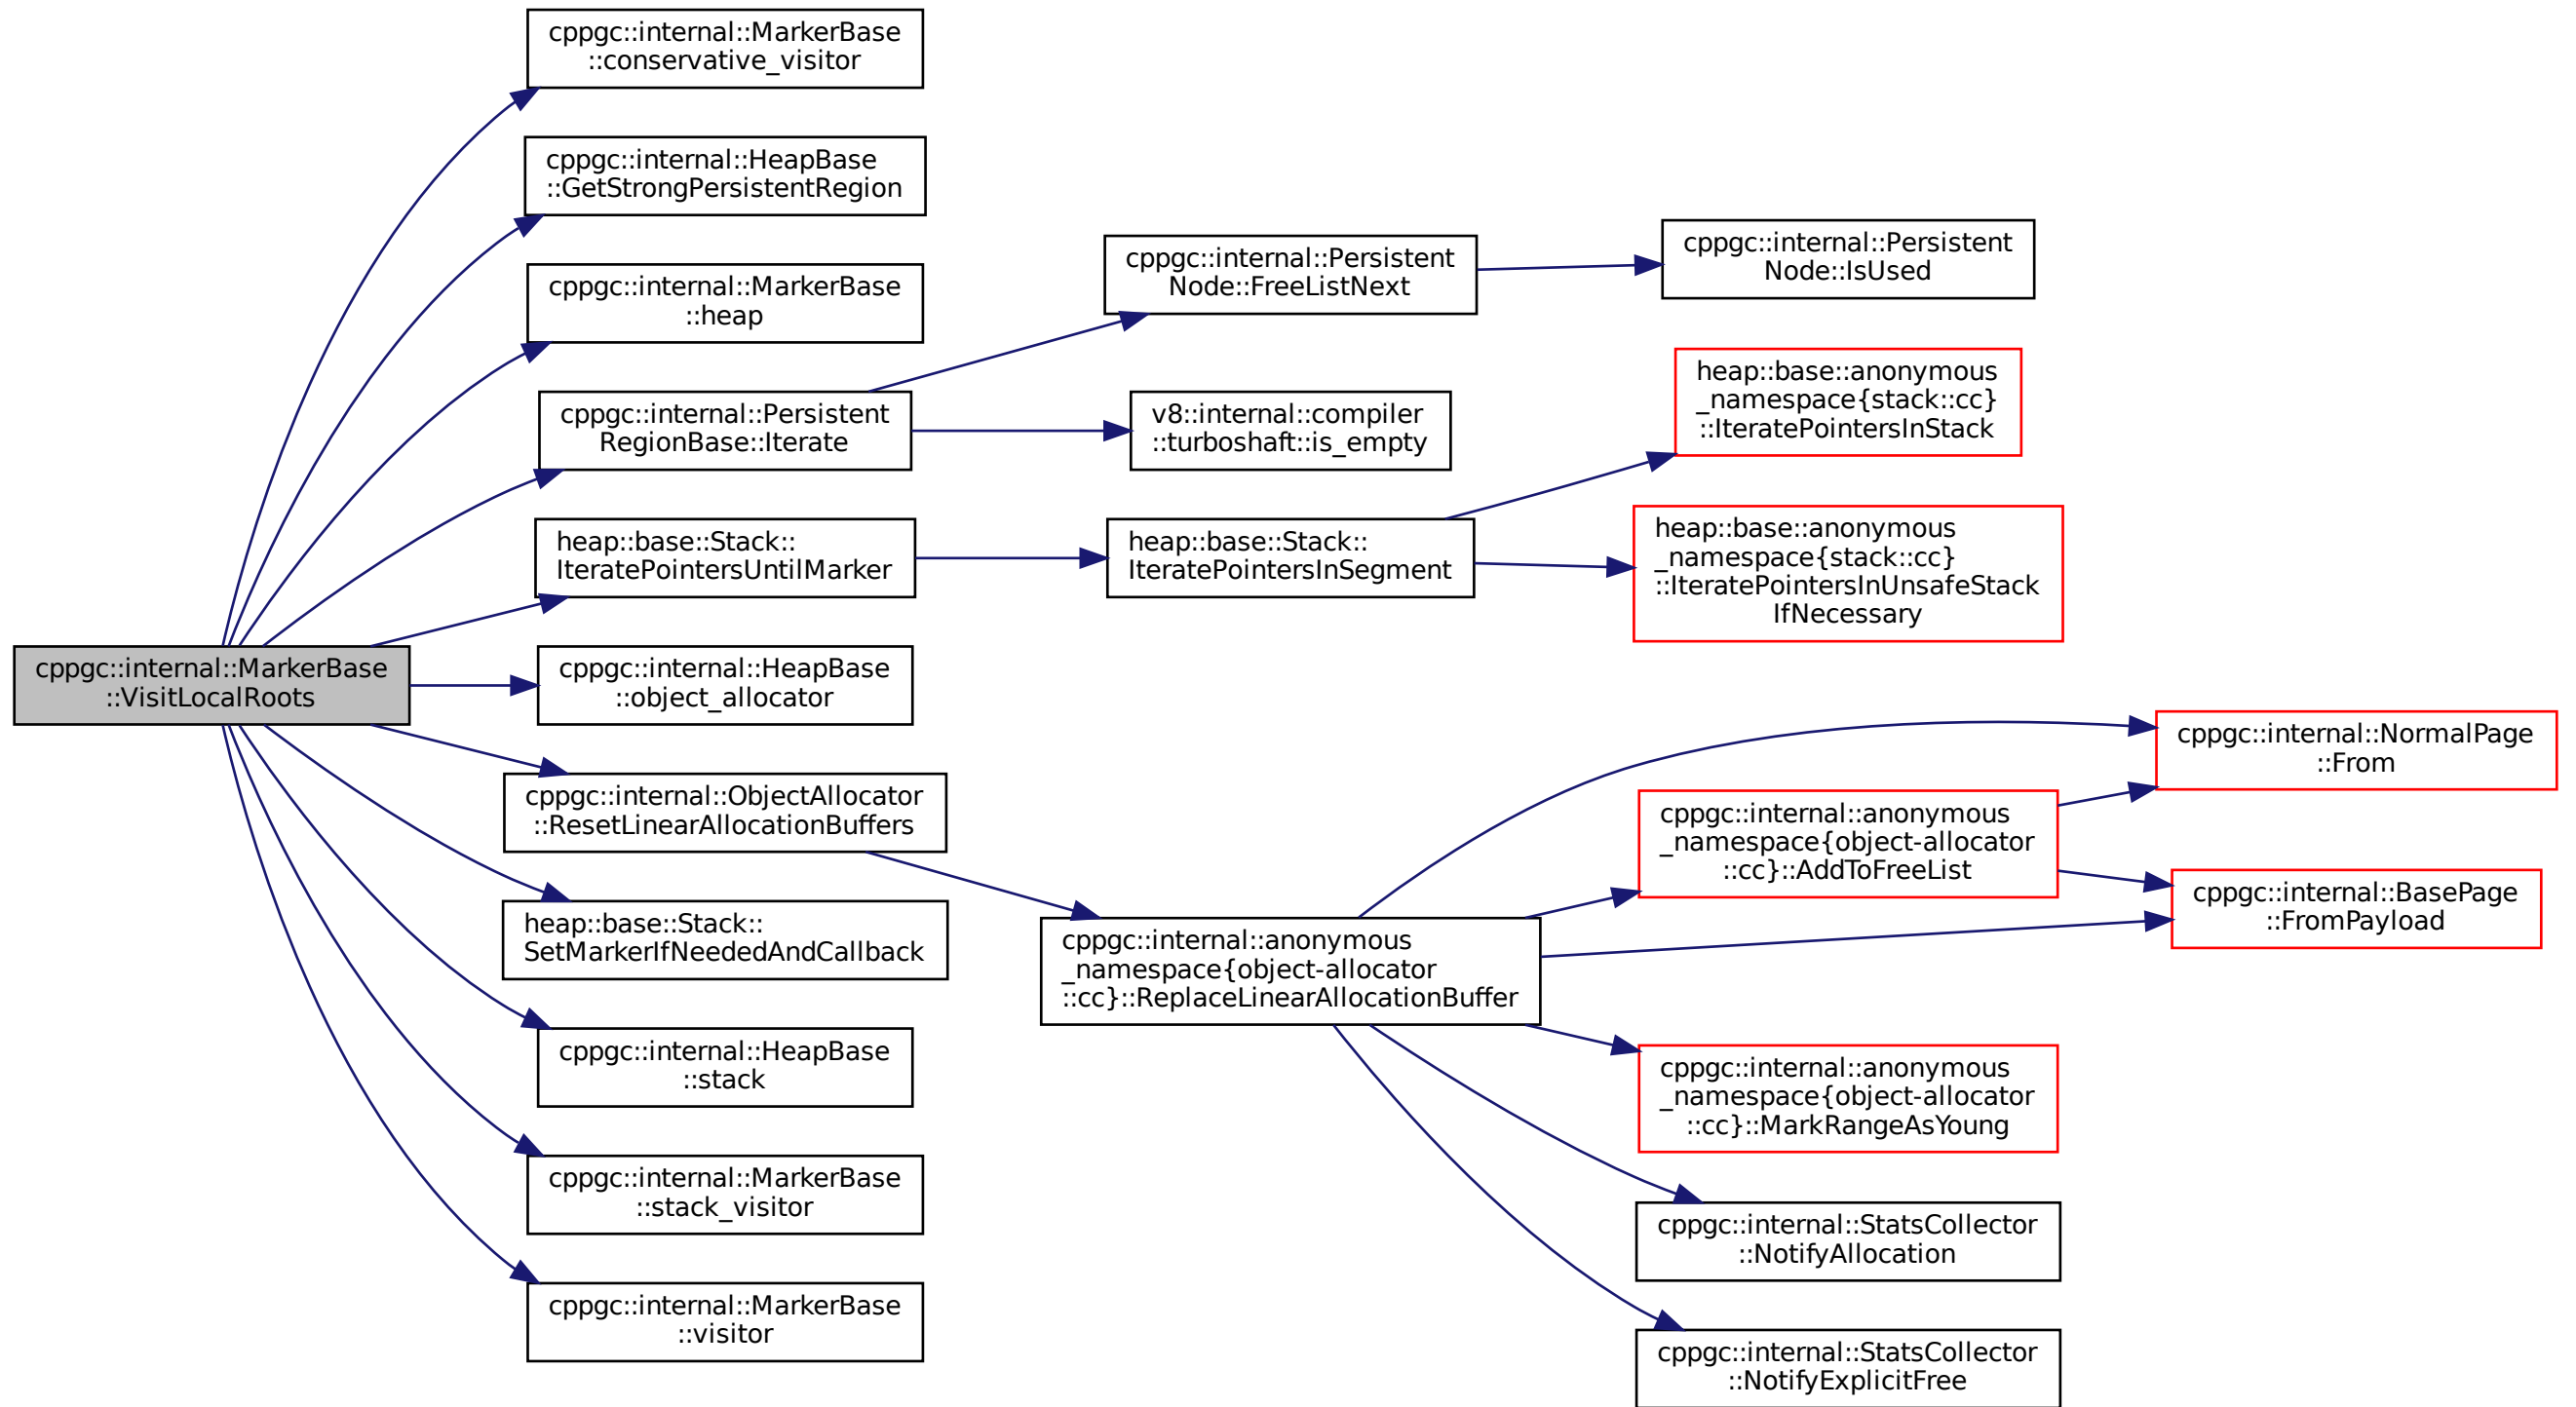 cppgc::internal::MarkerBase
::VisitLocalRoots
cppgc::internal::MarkerBase
::conservative_visitor
cppgc::internal::HeapBase
::GetStrongPersistentRegion
cppgc::internal::MarkerBase
::heap
cppgc::internal::Persistent
RegionBase::Iterate
heap::base::Stack::
IteratePointersUntilMarker
cppgc::internal::HeapBase
::object_allocator
cppgc::internal::ObjectAllocator
::ResetLinearAllocationBuffers
heap::base::Stack::
SetMarkerIfNeededAndCallback
cppgc::internal::HeapBase
::stack
cppgc::internal::MarkerBase
::stack_visitor
cppgc::internal::MarkerBase
::visitor
cppgc::internal::Persistent
Node::FreeListNext
v8::internal::compiler
::turboshaft::is_empty
heap::base::Stack::
IteratePointersInSegment
cppgc::internal::anonymous
_namespace{object-allocator
::cc}::ReplaceLinearAllocationBuffer
cppgc::internal::Persistent
Node::IsUsed
heap::base::anonymous
_namespace{stack::cc}
::IteratePointersInStack
heap::base::anonymous
_namespace{stack::cc}
::IteratePointersInUnsafeStack
IfNecessary
cppgc::internal::anonymous
_namespace{object-allocator
::cc}::AddToFreeList
cppgc::internal::anonymous
_namespace{object-allocator
::cc}::MarkRangeAsYoung
cppgc::internal::StatsCollector
::NotifyAllocation
cppgc::internal::StatsCollector
::NotifyExplicitFree
cppgc::internal::NormalPage
::From
cppgc::internal::BasePage
::FromPayload